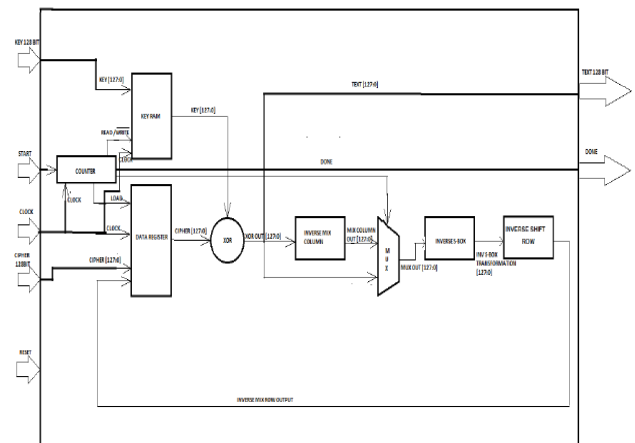 KEY 128 BIT
KEY [127:0]
KEY RAM
KEY [127:0]
TEXT [127:0]
TEXT 128 BIT
READ /WRITE
CLOCK
START
COUNTER
DONE
DONE
CLOCK
LOAD
CLOCK
CLOCK
DATA REGISTER
CIPHER [127:0]
XOR
XOR OUT [127:0]
INVERSE MIX
COLUMN
MIX COLUMN
OUT [127:0]
M
U
X
MUX OUT [127:0]
INVERSE S-BOX
INV S-BOX
TRANSFORMATION
[127:0]
INVERSE SHIFT
ROW
CIPHER
128BIT
CIPHER [127:0]
RESET
INVERSE MIX ROW OUTPUT